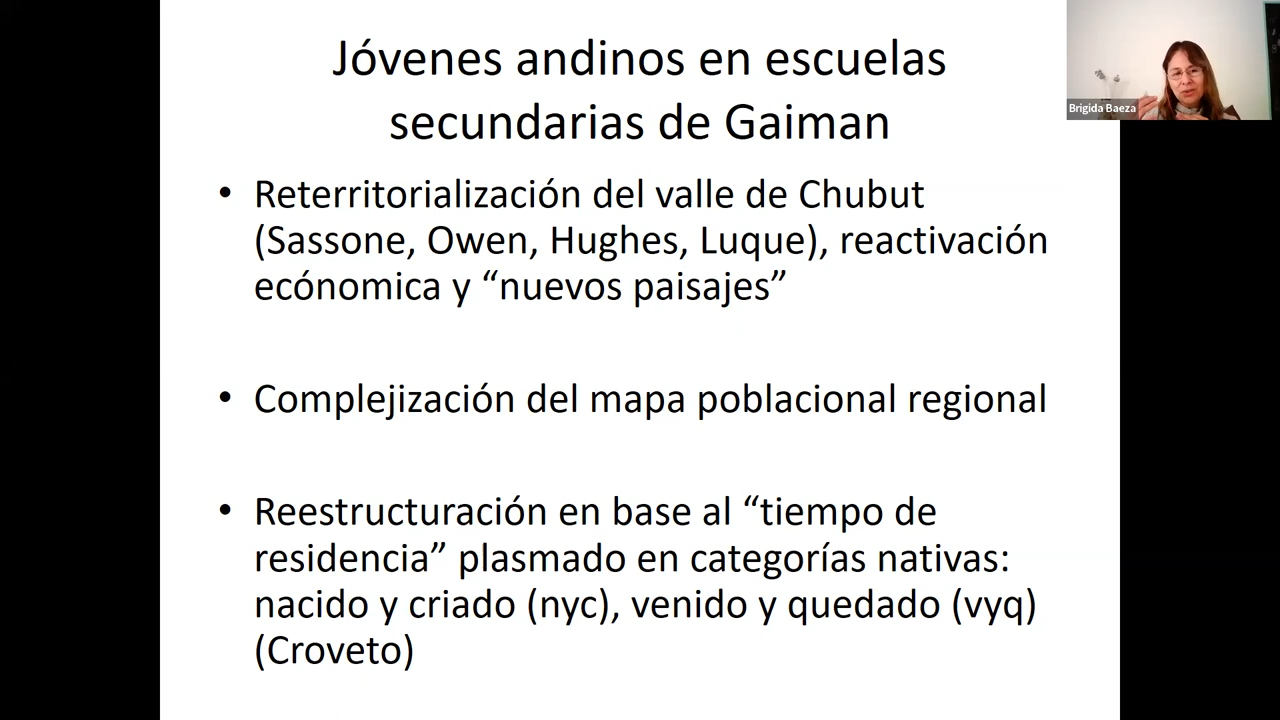 Jóvenes andinos en escuelas
secundarias de Gaiman
Brigida Baeza
• Reterritorialización del valle de Chubut
(Sassone, Owen, Hughes, Luque), reactivación
ecónomica y “nuevos paisajes”
• Complejización del mapa poblacional regional
• Reestructuración en base al “tiempo de
residencia” plasmado en categorías nativas:
nacido y criado (nyc), venido y quedado (vyq)
(Croveto)